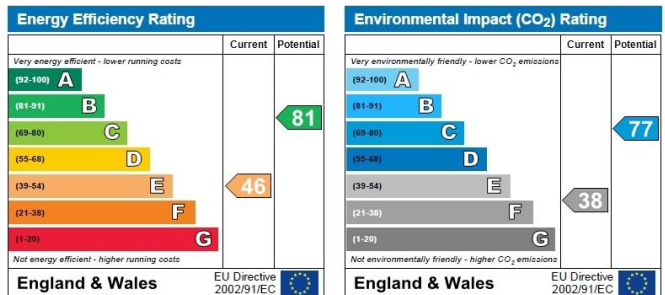 Energy Efficiency Rating
Current Potential
Very energy efficient - lower running costs
(92-100) A
(81-91) B
81
(69-80) C
(55-68) D
(39-54) E
46
(21-38) F
(1-20) G
Not energy efficient - higher running costs
England & Wales
EU Directive
2002/91/EC
Environmental Impact (CO2) Rating
Current Potential
Very environmentally friendly - lower CO2 emissions
(92-100) A
(81-91) B
(69-80) C
77
(55-68) D
(39-54) E
(21-38) F
38
(1-20) G
Not environmentally friendly - higher CO2 emissions
England & Wales
EU Directive
2002/91/EC